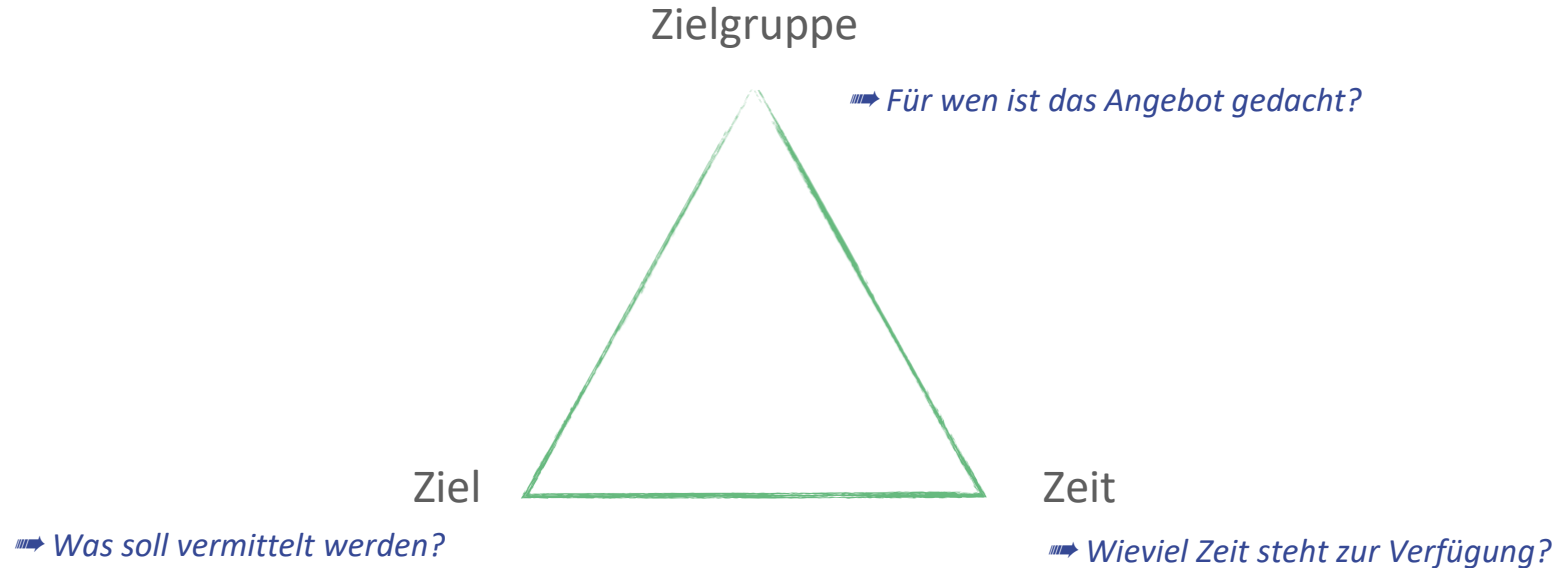 Zielgruppe
➠ Für wen ist das Angebot gedacht?
Ziel
Zeit
➠ Was soll vermittelt werden?
➠ Wieviel Zeit steht zur Verfügung?